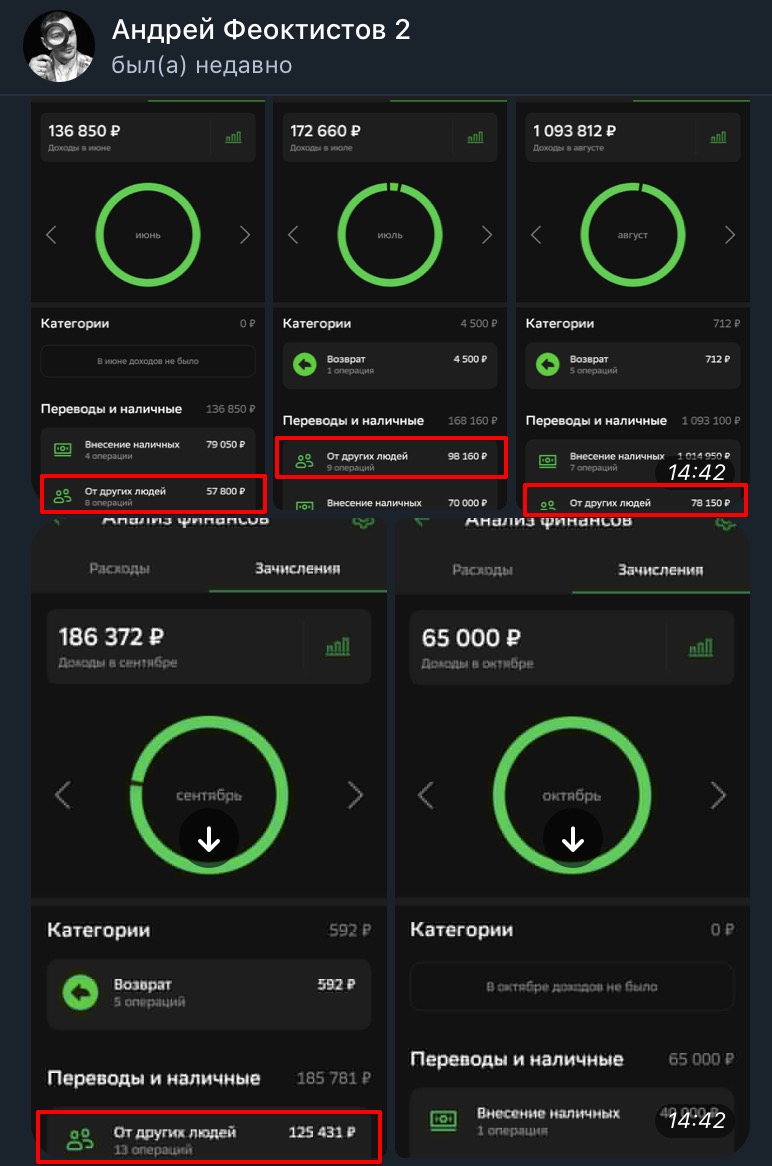 Андрей Феоктистов 2
был(а) недавно
136 850 ₽
Доходы в июне
июнь
Категории 0 ₽
В июне доходов не было
Переводы и наличные 136 850 ₽
Внесение наличных 79 050 ₽
4 операции
От других людей 57 800 ₽
8 операций
172 660 ₽
Доходы в июле
июль
Категории 4 500 ₽
Возврат 4 500 ₽
1 операция
Переводы и наличные 168 160 ₽
От других людей 98 160 ₽
9 операций
Внесение наличных 70 000 ₽
1 093 812 ₽
Доходы в августе
август
Категории 712 ₽
Возврат 712 ₽
5 операций
Переводы и наличные 1 093 100 ₽
Внесение наличных 1 014 950 ₽
7 операций
14:42
От других людей 78 150 ₽
Анализ финансов
Расходы Зачисления
186 372 ₽
Доходы в сентябре
сентябрь
Категории 592 ₽
Возврат 592 ₽
5 операций
Переводы и наличные 185 781 ₽
От других людей 125 431 ₽
13 операций
Анализ финансов
Расходы Зачисления
65 000 ₽
Доходы в октябре
октябрь
Категории 0 ₽
В октябре доходов не было
Переводы и наличные 65 000 ₽
Внесение наличных
1 операция
14:42